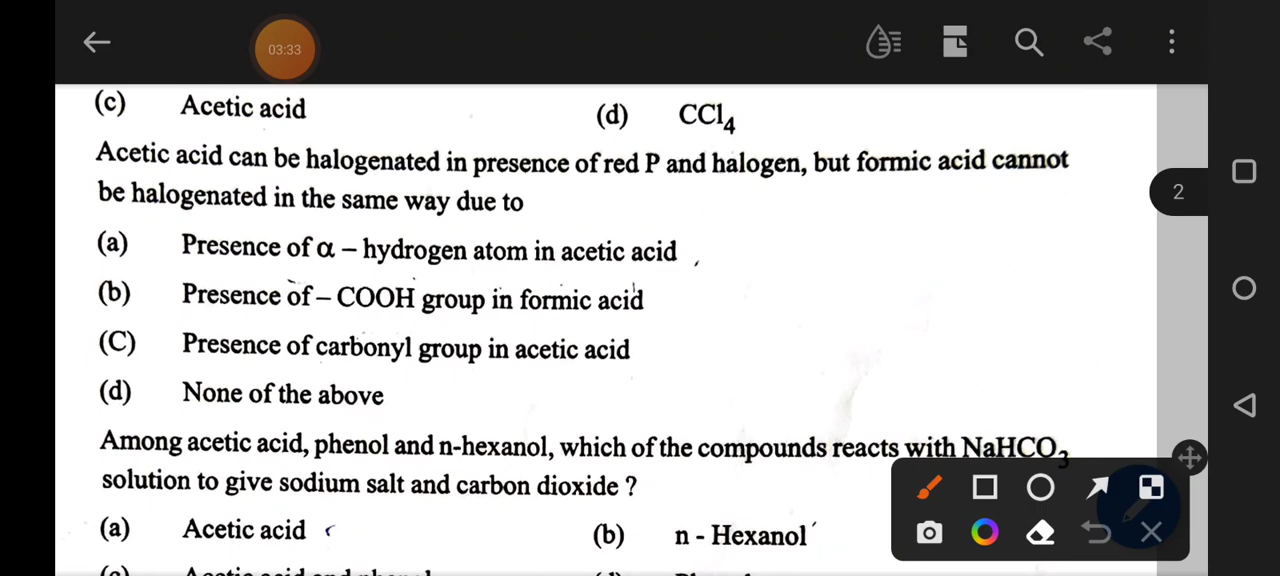 03:33
(c) Acetic acid (d) CCl4
Acetic acid can be halogenated in presence of red P and halogen, but formic acid cannot
be halogenated in the same way due to
2
(a) Presence of α – hydrogen atom in acetic acid
(b) Presence of – COOH group in formic acid
(C) Presence of carbonyl group in acetic acid
(d) None of the above
Among acetic acid, phenol and n-hexanol, which of the compounds reacts with NaHCO3
solution to give sodium salt and carbon dioxide ?
(a) Acetic acid (b) n - Hexanol